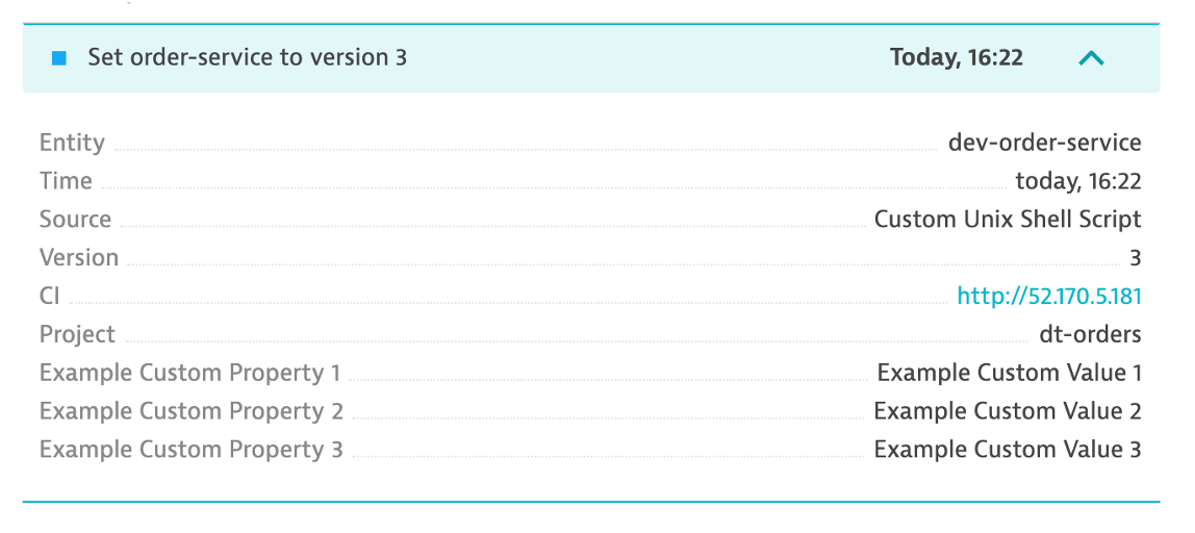 Set order-service to version 3 Today, 16:22
Entity dev-order-service
Time today, 16:22
Source Custom Unix Shell Script
Version 3
CI http://52.170.5.181
Project dt-orders
Example Custom Property 1 Example Custom Value 1
Example Custom Property 2 Example Custom Value 2
Example Custom Property 3 Example Custom Value 3